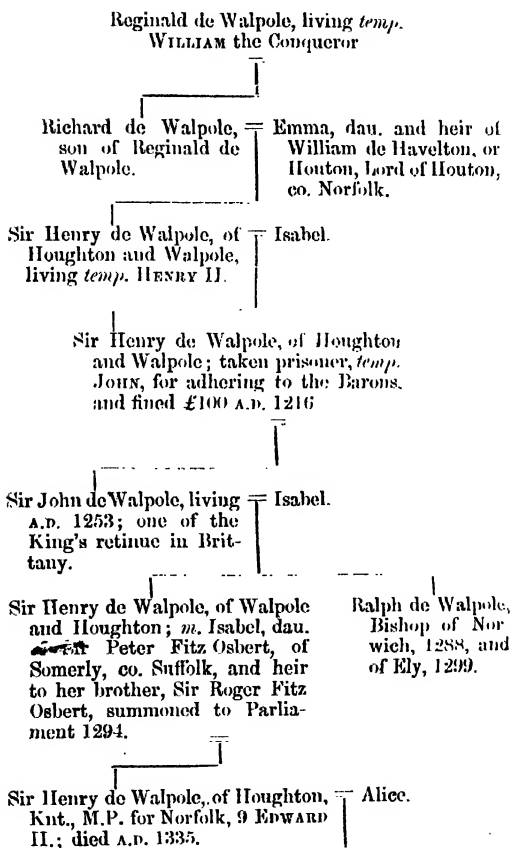 Reginald de Walpole, living temp.
WILLIAM the Conqueror
Richard de Walpole,
son of Reginald de
Walpole.
Emma, dau. and heir of
William de Havelton, or
Houton, Lord of Houton,
co. Norfolk.
Sir Henry de Walpole, of
Houghton and Walpole,
living temp. HENRY II.
Isabel.
Sir Henry de Walpole, of Houghton
and Walpole; taken prisoner, temp.
JOHN, for adhering to the Barons,
and fined £100 A.D. 1216
Sir John de Walpole, living
A.D. 1253; one of the
King's retinue in Brit-
tany.
Isabel.
Sir Henry de Walpole, of Walpole
and Houghton; m. Isabel, dau.
Peter Fitz Osbert, of
Somerly, co. Suffolk, and heir
to her brother, Sir Roger Fitz
Osbert, summoned to Parlia-
ment 1294.
Ralph de Walpole,
Bishop of Nor
wich, 1288, and
of Ely, 1299.
Sir Henry de Walpole, of Houghton,
Knt., M.P. for Norfolk, 9 EDWARD
II.; died A.D. 1335.
Alice.